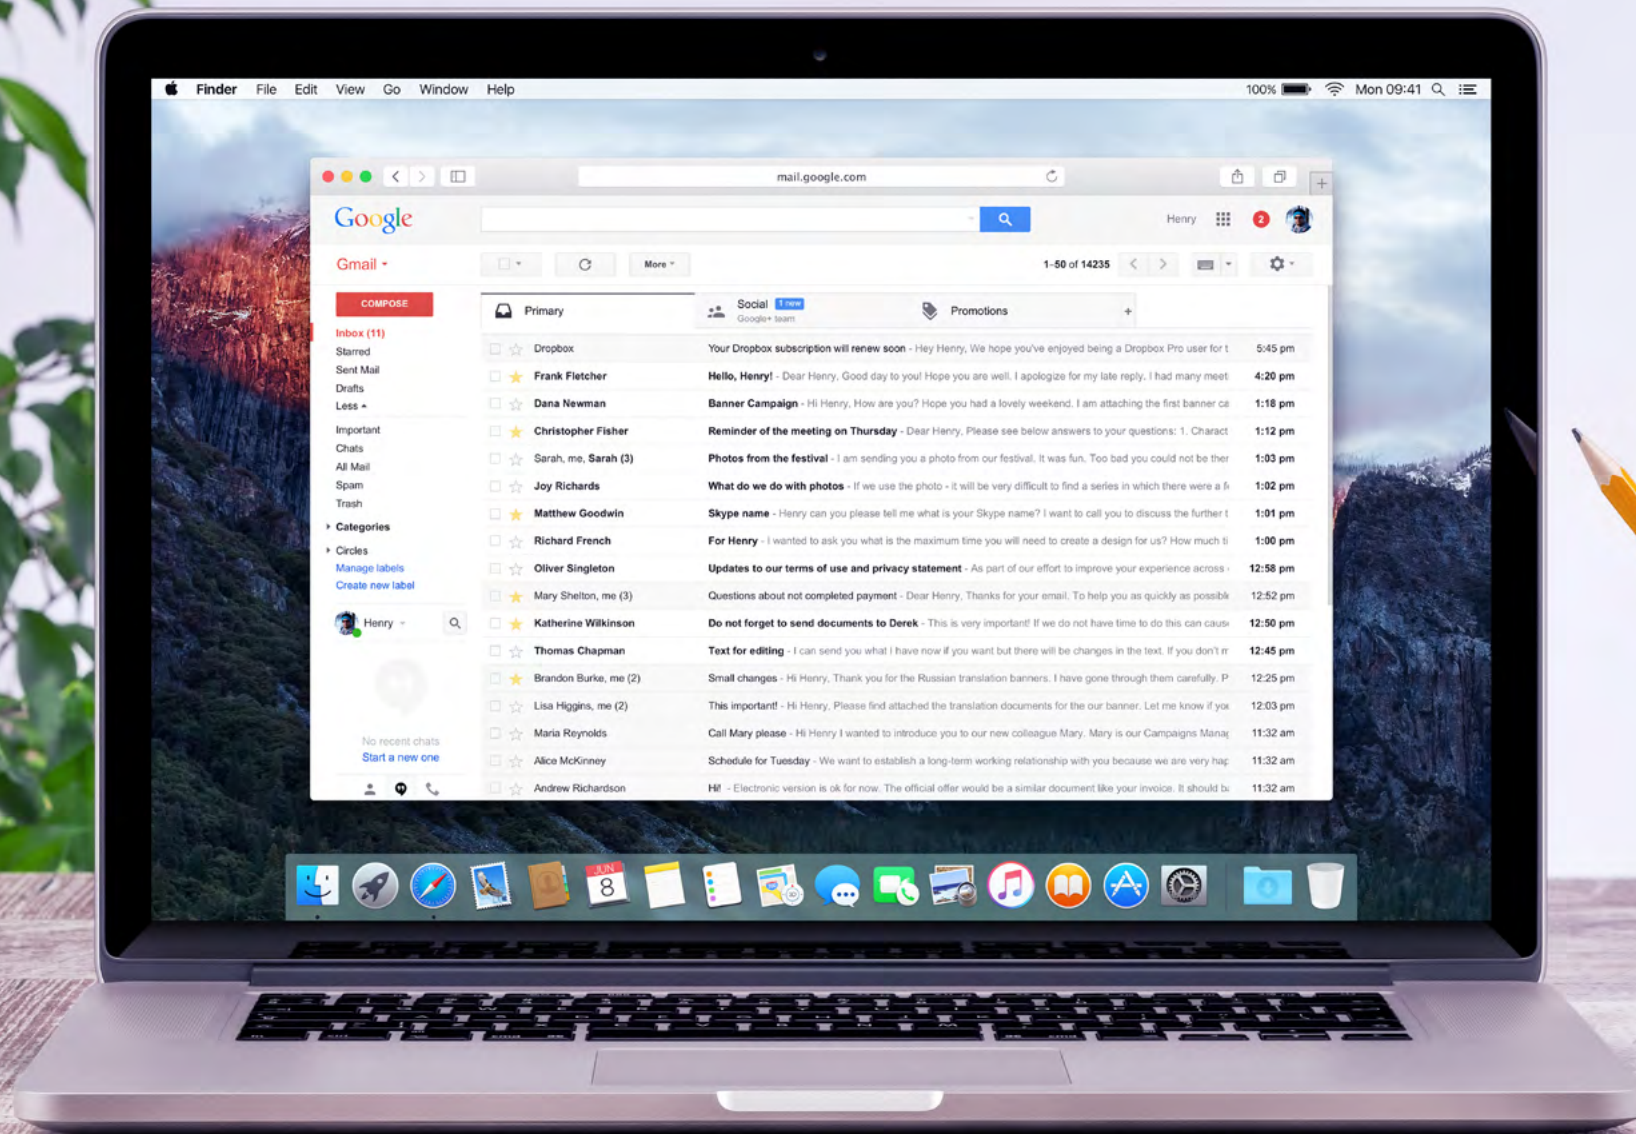 Finder File Edit View Go Window Help 100% Mon 09:41
mail.google.com
Google Henry 2
Gmail More 1–50 of 14235
COMPOSE
Primary
Social 1 new
Google+ team
Promotions
+
Inbox (11)
Starred
Sent Mail
Drafts
Less
Important
Chats
All Mail
Spam
Trash
Categories
Circles
Manage labels
Create new label
Henry
No recent chats
Start a new one
Dropbox Your Dropbox subscription will renew soon - Hey Henry, We hope you've enjoyed being a Dropbox Pro user for t 5:45 pm
Frank Fletcher Hello, Henry! - Dear Henry, Good day to you! Hope you are well. I apologize for my late reply. I had many meet 4:20 pm
Dana Newman Banner Campaign - Hi Henry, How are you? Hope you had a lovely weekend. I am attaching the first banner ca 1:18 pm
Christopher Fisher Reminder of the meeting on Thursday - Dear Henry, Please see below answers to your questions: 1. Charact 1:12 pm
Sarah, me, Sarah (3) Photos from the festival - I am sending you a photo from our festival. It was fun. Too bad you could not be ther 1:03 pm
Joy Richards What do we do with photos - If we use the photo - it will be very difficult to find a series in which there were a 1:02 pm
Matthew Goodwin Skype name - Henry can you please tell me what is your Skype name? I want to call you to discuss the further t 1:01 pm
Richard French For Henry - I wanted to ask you what is the maximum time you will need to create a design for us? How much ti 1:00 pm
Oliver Singleton Updates to our terms of use and privacy statement - As part of our effort to improve your experience across 12:58 pm
Mary Shelton, me (3) Questions about not completed payment - Dear Henry, Thanks for your email. To help you as quickly as possibl 12:52 pm
Katherine Wilkinson Do not forget to send documents to Derek - This is very important! If we do not have time to do this can cause 12:50 pm
Thomas Chapman Text for editing - I can send you what I have now if you want but there will be changes in the text. If you don't 12:45 pm
Brandon Burke, me (2) Small changes - Hi Henry, Thank you for the Russian translation banners. I have gone through them carefully. P 12:25 pm
Lisa Higgins, me (2) This important! - Hi Henry, Please find attached the translation documents for the our banner. Let me know if you 12:03 pm
Maria Reynolds Call Mary please - Hi Henry I wanted to introduce you to our new colleague Mary. Mary is our Campaigns Manag 11:32 am
Alice McKinney Schedule for Tuesday - We want to establish a long-term working relationship with you because we are very hap 11:32 am
Andrew Richardson Hi! - Electronic version is ok for now. The official offer would be a similar document like your invoice. It should b 11:32 am
JUN
8